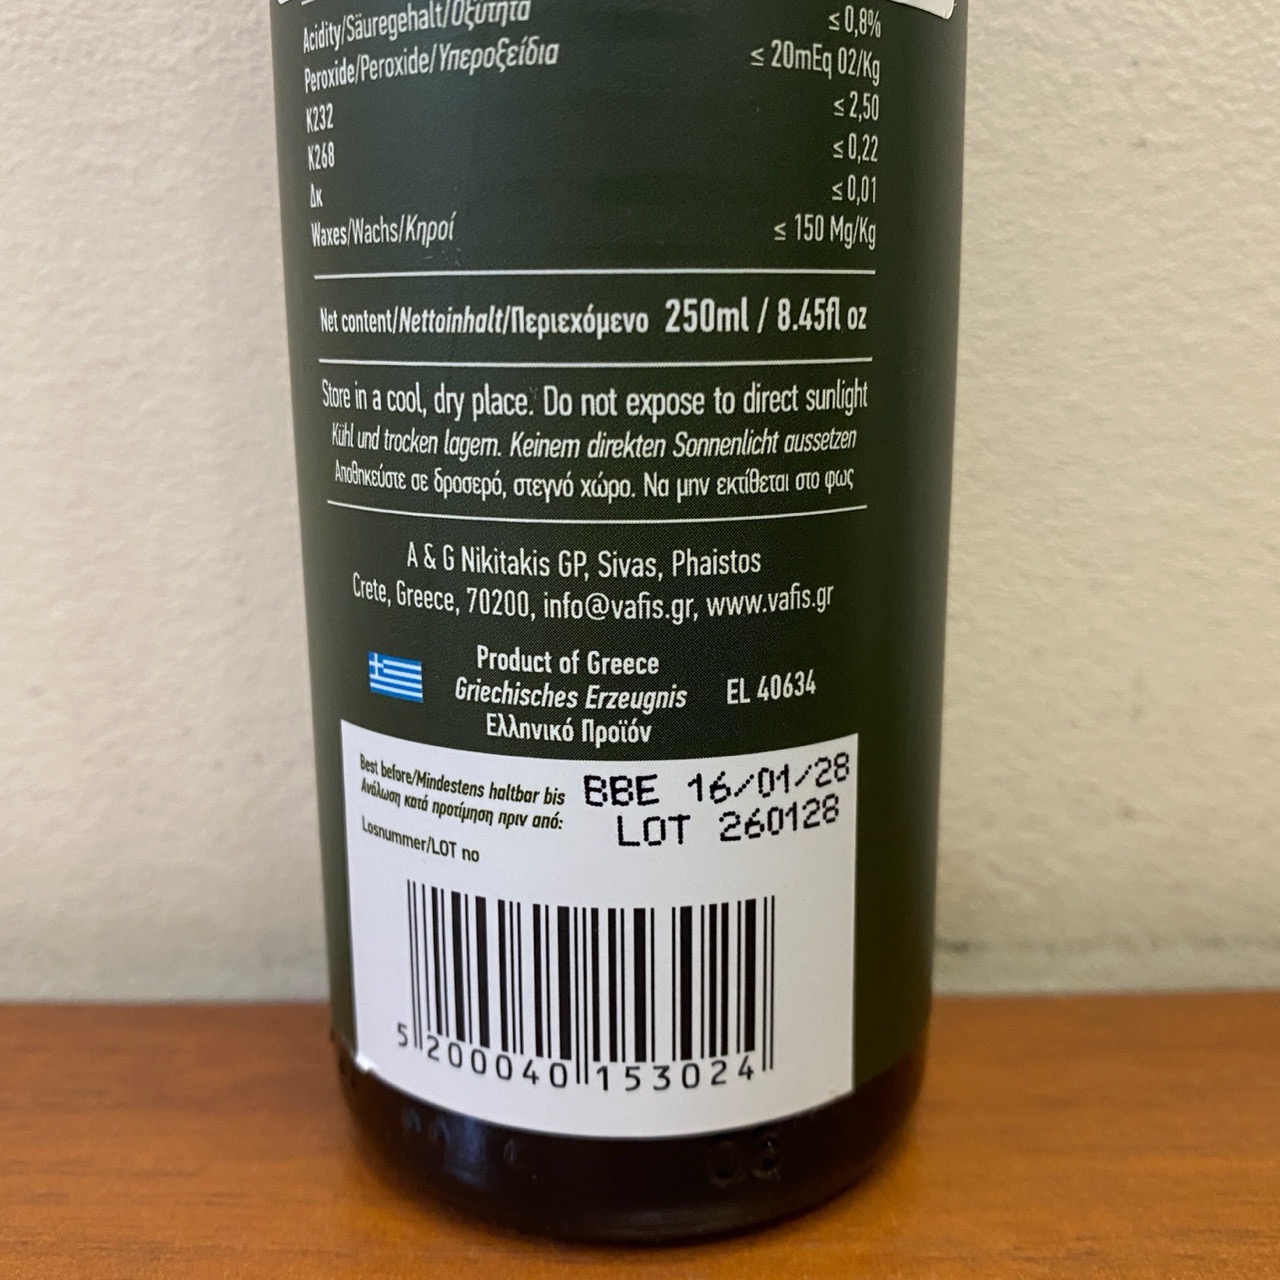 Acidity/Säuregehalt/Οξύτητα ≤ 0,8%
Peroxide/Peroxide/Υπεροξείδια ≤ 20mEq O2/Kg
K232 ≤ 2,50
K268 ≤ 0,22
Δκ ≤ 0,01
Waxes/Wachs/Κηροί ≤ 150 Mg/Kg
Net content/Nettoinhalt/Περιεχόμενο 250ml / 8.45fl oz
Store in a cool, dry place. Do not expose to direct sunlight
Kühl und trocken lagern. Keinem direkten Sonnenlicht aussetzen
Αποθηκεύστε σε δροσερό, στεγνό χώρο. Να μην εκτίθεται στο φως
A & G Nikitakis GP, Sivas, Phaistos
Crete, Greece, 70200, info@vafis.gr, www.vafis.gr
Product of Greece
Griechisches Erzeugnis EL 40634
Ελληνικό Προϊόν
Best before/Mindestens haltbar bis BBE 16/01/28
Ανάλωση κατά προτίμηση πριν από:
LOT 260128
Losnummer/LOT no
5 200040 153024